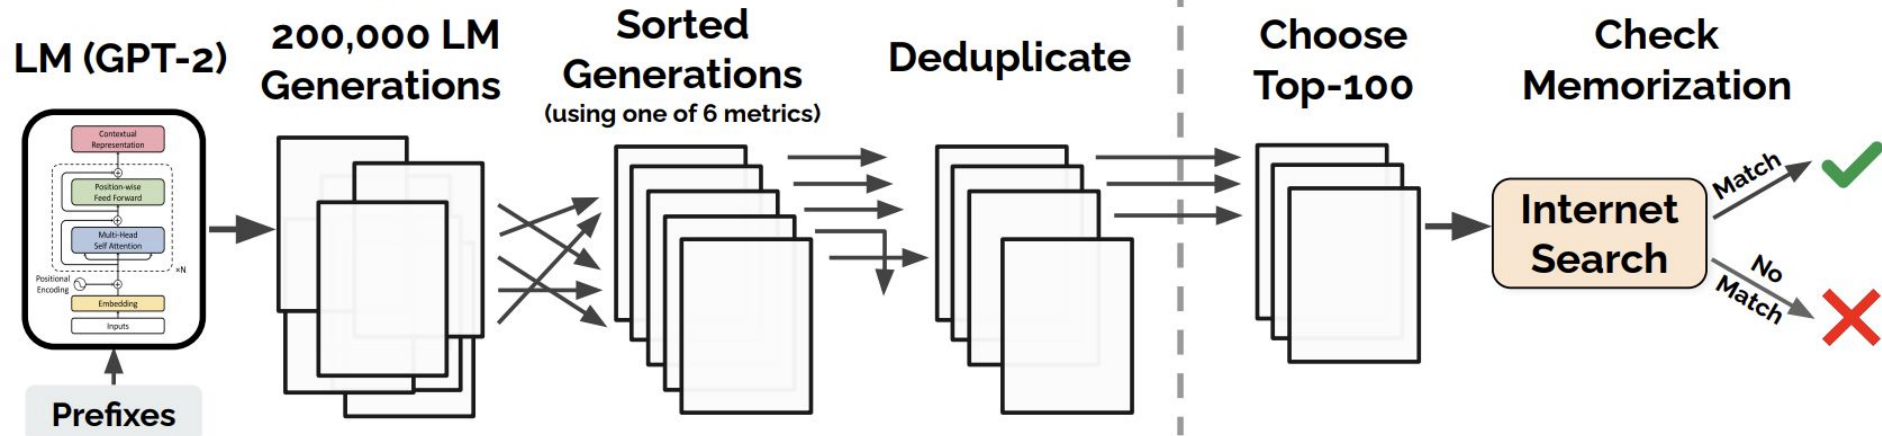 LM (GPT-2)
Contextual
Representation
Position-wise
Feed Forward
Multi-Head
Self Attention
×N
Positional
Encoding
Embedding
Inputs
Prefixes
200,000 LM
Generations
Sorted
Generations
(using one of 6 metrics)
Deduplicate
Choose
Top-100
Check
Memorization
Internet
Search
Match
No
Match